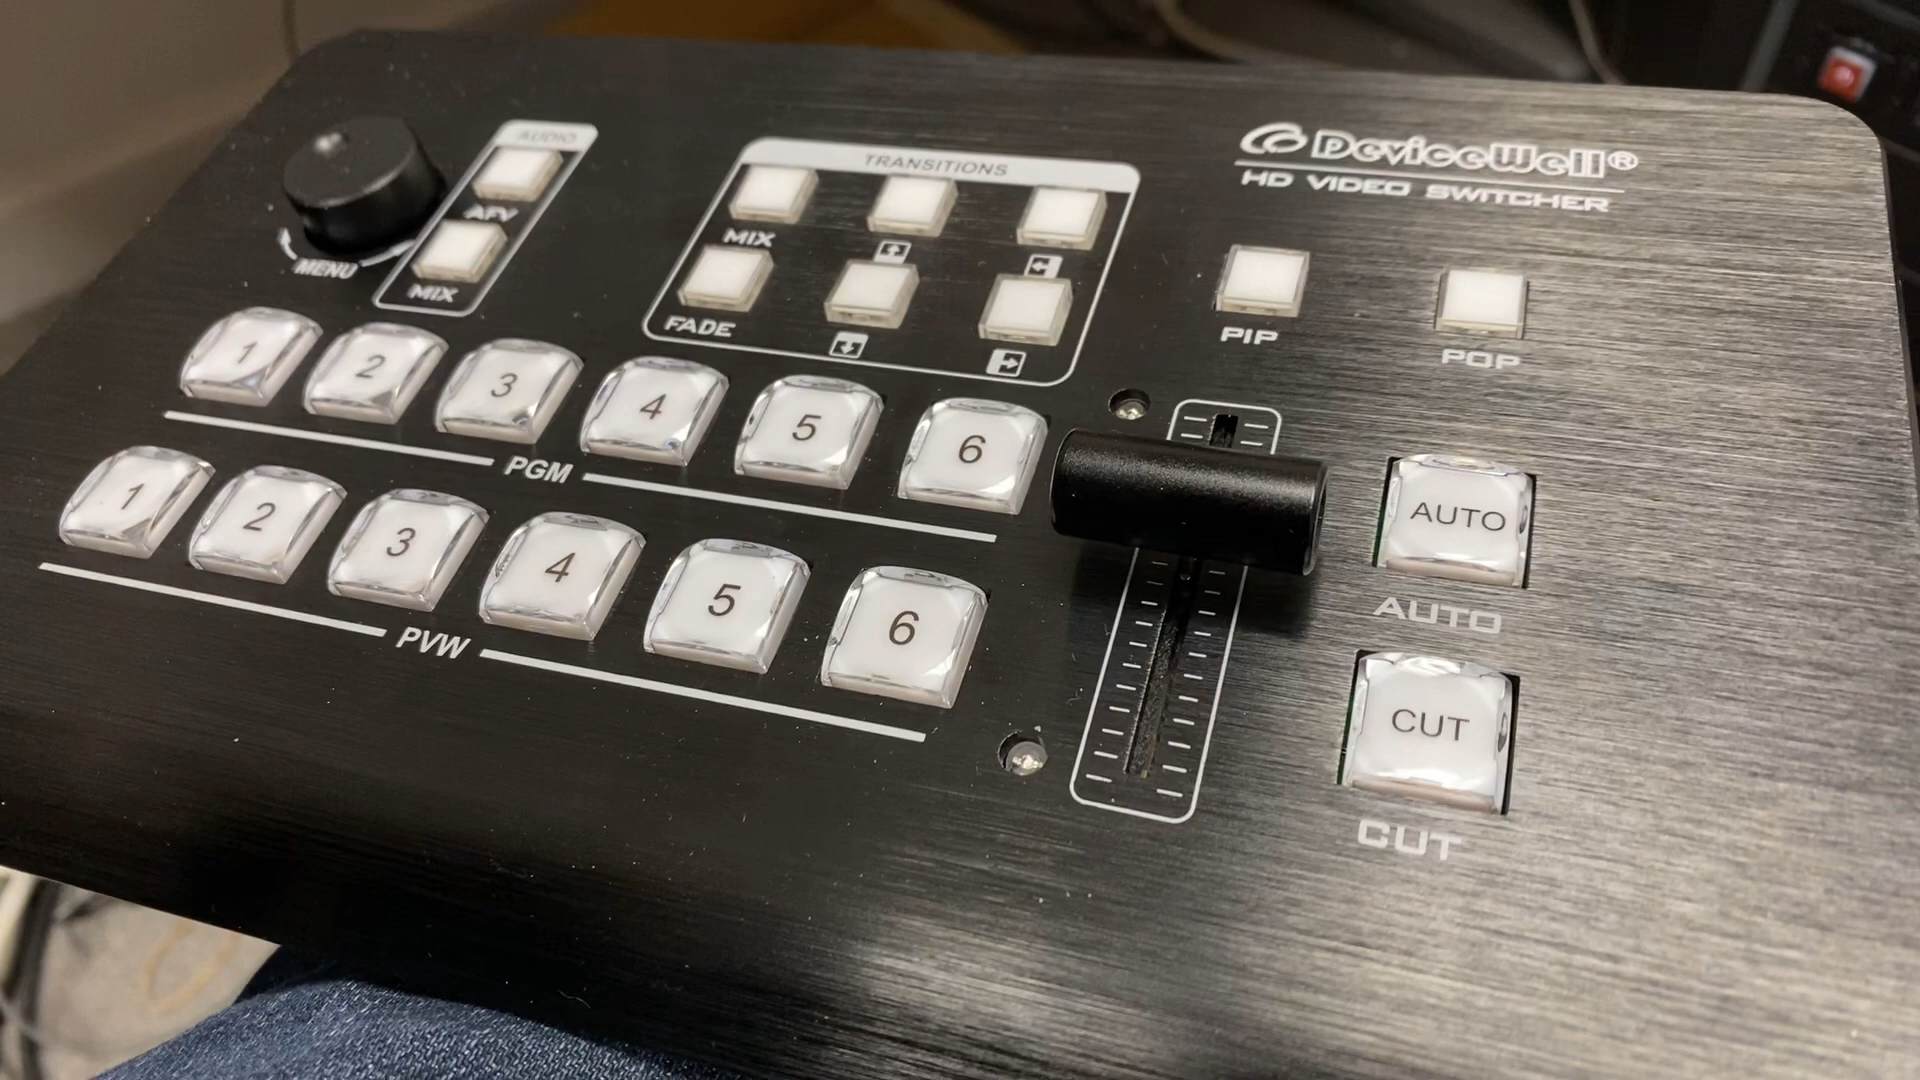 DeviceWell®
HD VIDEO SWITCHER
AUDIO
AFV
MIX
MENU
TRANSITIONS
MIX
FADE
PIP
POP
1 2 3 4 5 6
PGM
1 2 3 4 5 6
PVW
AUTO
AUTO
CUT
CUT